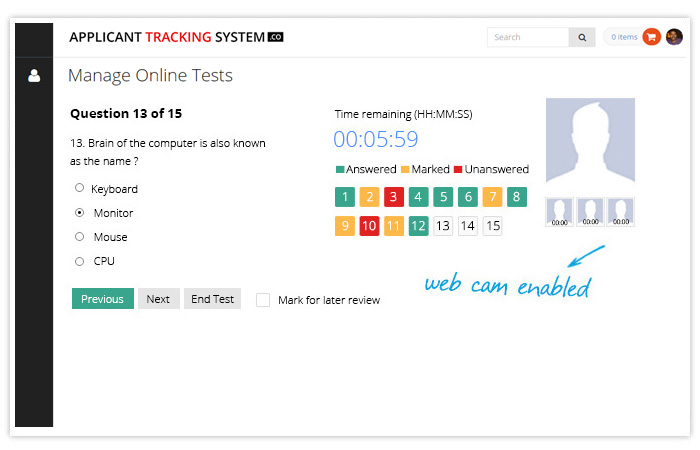 APPLICANT TRACKING SYSTEM .CO
Search
0 items
Manage Online Tests
Question 13 of 15
13. Brain of the computer is also known
as the name ?
Keyboard
Monitor
Mouse
CPU
Previous Next End Test Mark for later review
Time remaining (HH:MM:SS)
00:05:59
Answered Marked Unanswered
1 2 3 4 5 6 7 8
9 10 11 12 13 14 15
00:00 00:00 00:00
web cam enabled